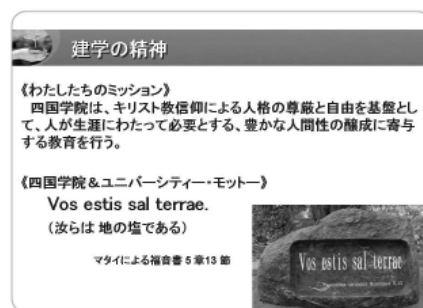 建学の精神
《わたしたちのミッション》
四国学院は、キリスト教信仰による人格の尊厳と自由を基盤とし
て、人が生涯にわたって必要とする、豊かな人間性の醸成に寄与
する教育を行う。
《四国学院＆ユニバーシティー・モットー》
Vos estis sal terrae.
（汝らは 地の塩である）
マタイによる福音書 5 章13 節
Vos estis sal terrae